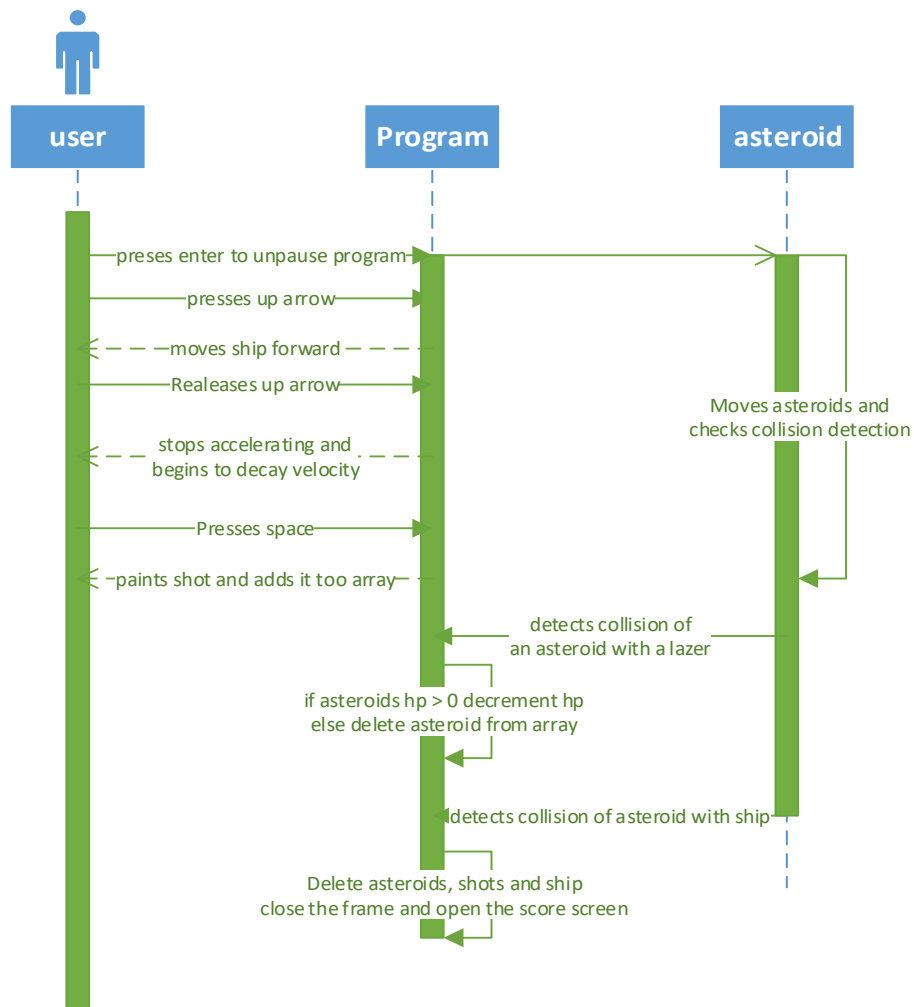 user
Program
asteroid
preses enter to unpause program
presses up arrow
moves ship forward
Realeases up arrow
Moves asteroids and
checks collision detection
stops accelerating and
begins to decay velocity
Presses space
paints shot and adds it too array
detects collision of
an asteroid with a lazer
if asteroids hp > 0 decrement hp
else delete asteroid from array
detects collision of asteroid with ship
Delete asteroids, shots and ship
close the frame and open the score screen